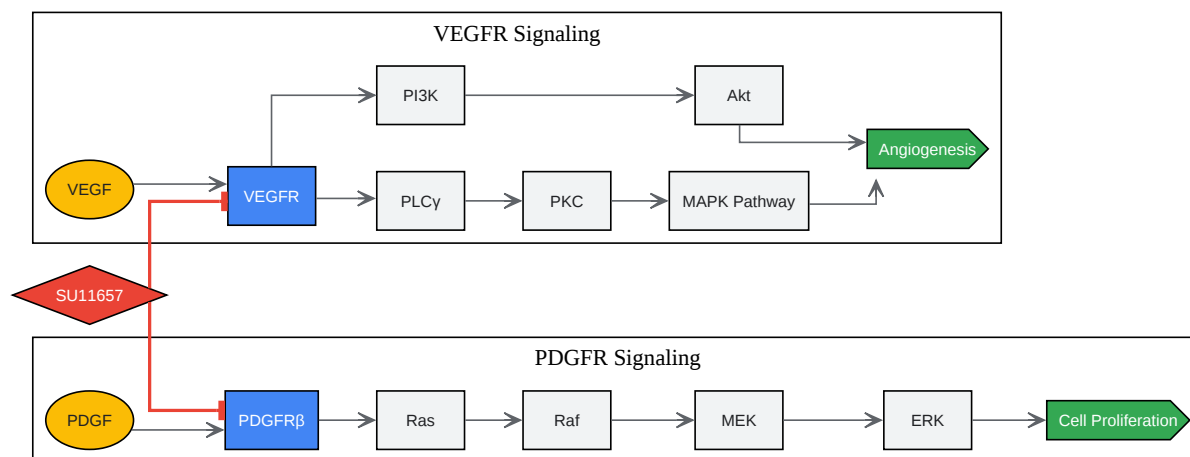 VEGFR Signaling
PI3K
Akt
Angiogenesis
VEGF
VEGFR
PLCγ
PKC
MAPK Pathway
SU11657
PDGFR Signaling
PDGF
PDGFRβ
Ras
Raf
MEK
ERK
Cell Proliferation